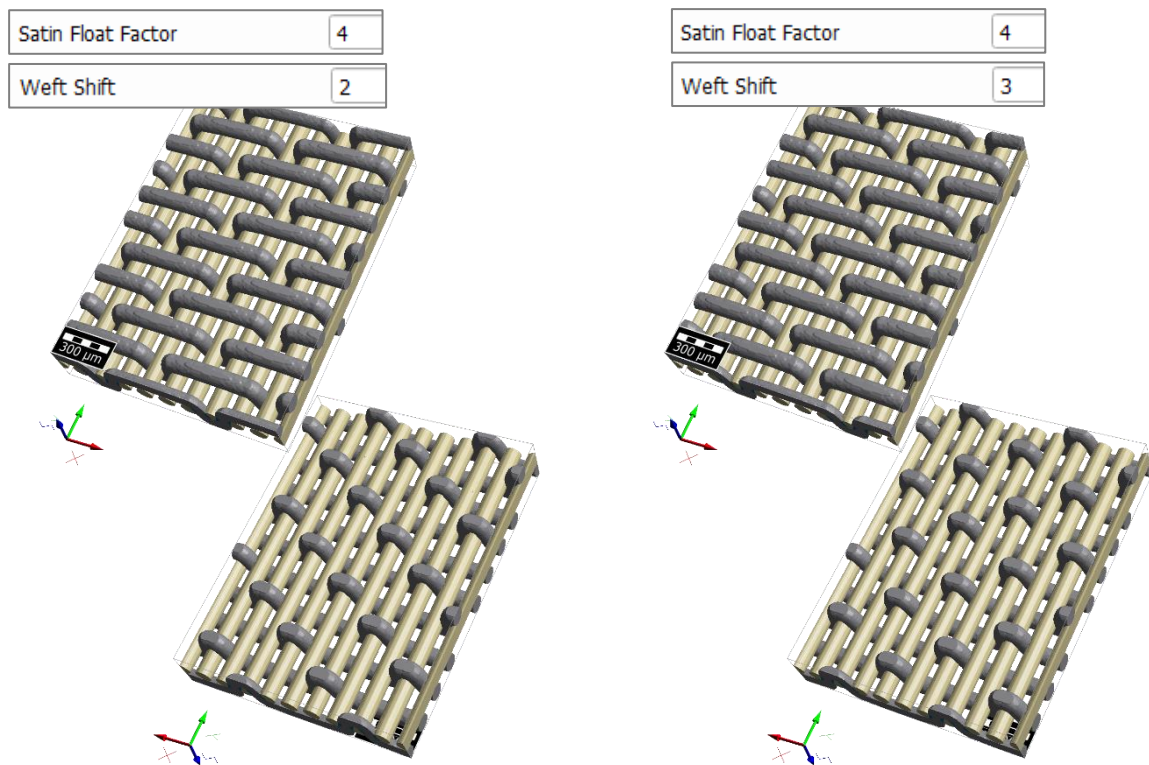 Satin Float Factor 4
Weft Shift 2
300 µm
X
X
Satin Float Factor 4
Weft Shift 3
300 µm
X
X